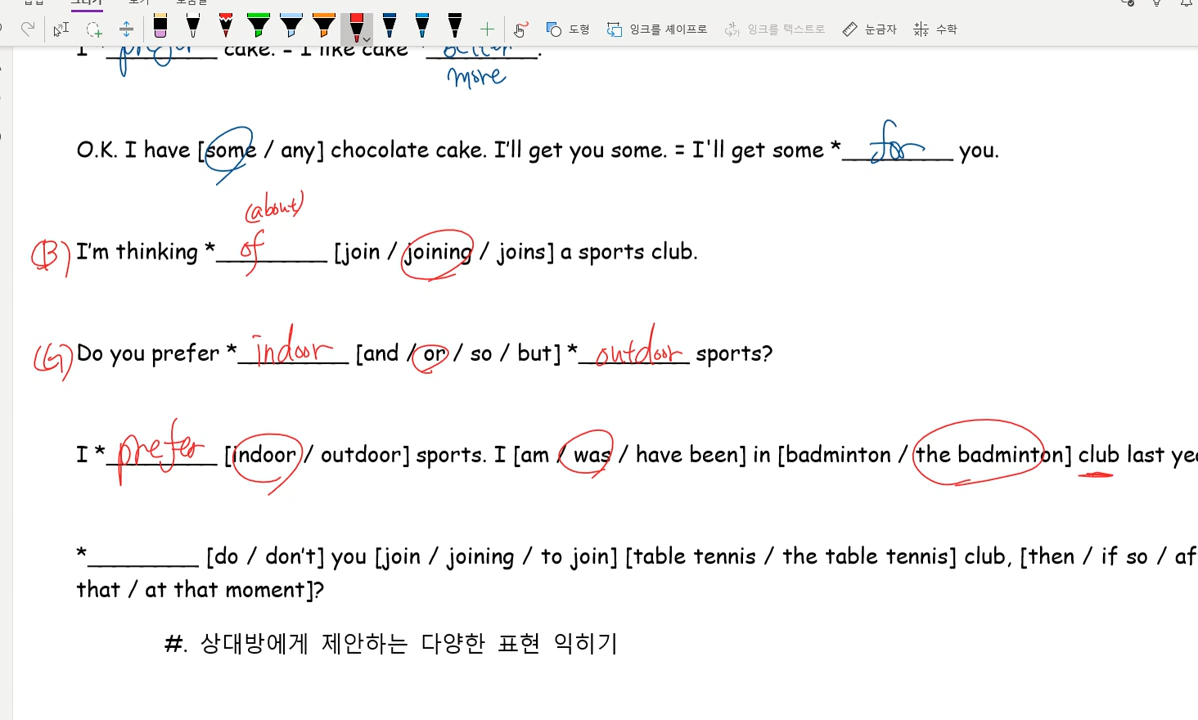 도형 잉크를 셰이프로 잉크를 텍스트로 눈금자 수학
I *prefer cake. = I like cake *better.
more
O.K. I have [some / any] chocolate cake. I'll get you some. = I'll get some *for you.
(about)
(B) I'm thinking *of [join / joining / joins] a sports club.
(G) Do you prefer *indoor [and / or / so / but] *outdoor sports?
I *prefer [indoor / outdoor] sports. I [am / was / have been] in [badminton / the badminton] club last yea
*__________ [do / don't] you [join / joining / to join] [table tennis / the table tennis] club, [then / if so / af
that / at that moment]?
#. 상대방에게 제안하는 다양한 표현 익히기